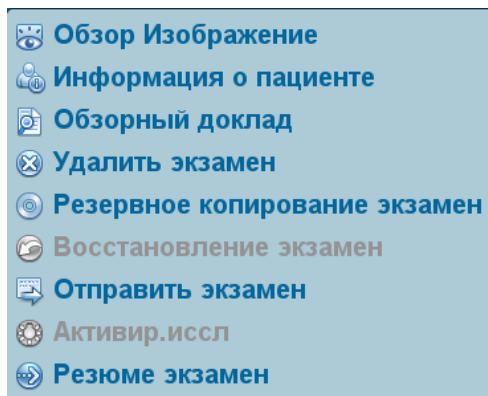 Обзор Изображение
Информация о пациенте
Обзорный доклад
Удалить экзамен
Резервное копирование экзамен
Восстановление экзамен
Отправить экзамен
Активир.иссл
Резюме экзамен